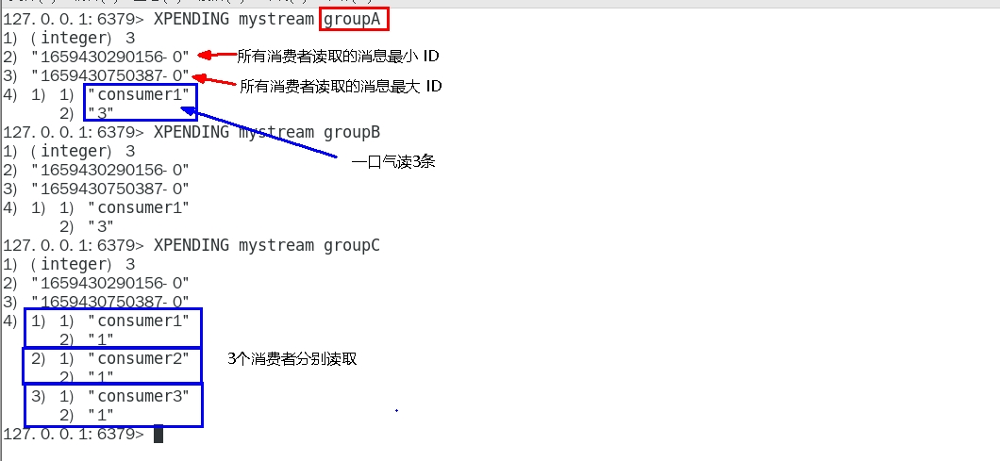 127.0.0.1:6379> XPENDING mystream groupA
1) (integer) 3
2) "1659430290156-0" 所有消费者读取的消息最小 ID
3) "1659430750387-0" 所有消费者读取的消息最大 ID
4) 1) 1) "consumer1"
2) "3"
127.0.0.1:6379> XPENDING mystream groupB
1) (integer) 3
2) "1659430290156-0" 一口气读3条
3) "1659430750387-0"
4) 1) 1) "consumer1"
2) "3"
127.0.0.1:6379> XPENDING mystream groupC
1) (integer) 3
2) "1659430290156-0"
3) "1659430750387-0"
4) 1) 1) "consumer1"
2) "1"
2) 1) "consumer2" 3个消费者分别读取
2) "1"
3) 1) "consumer3"
2) "1"
127.0.0.1:6379>